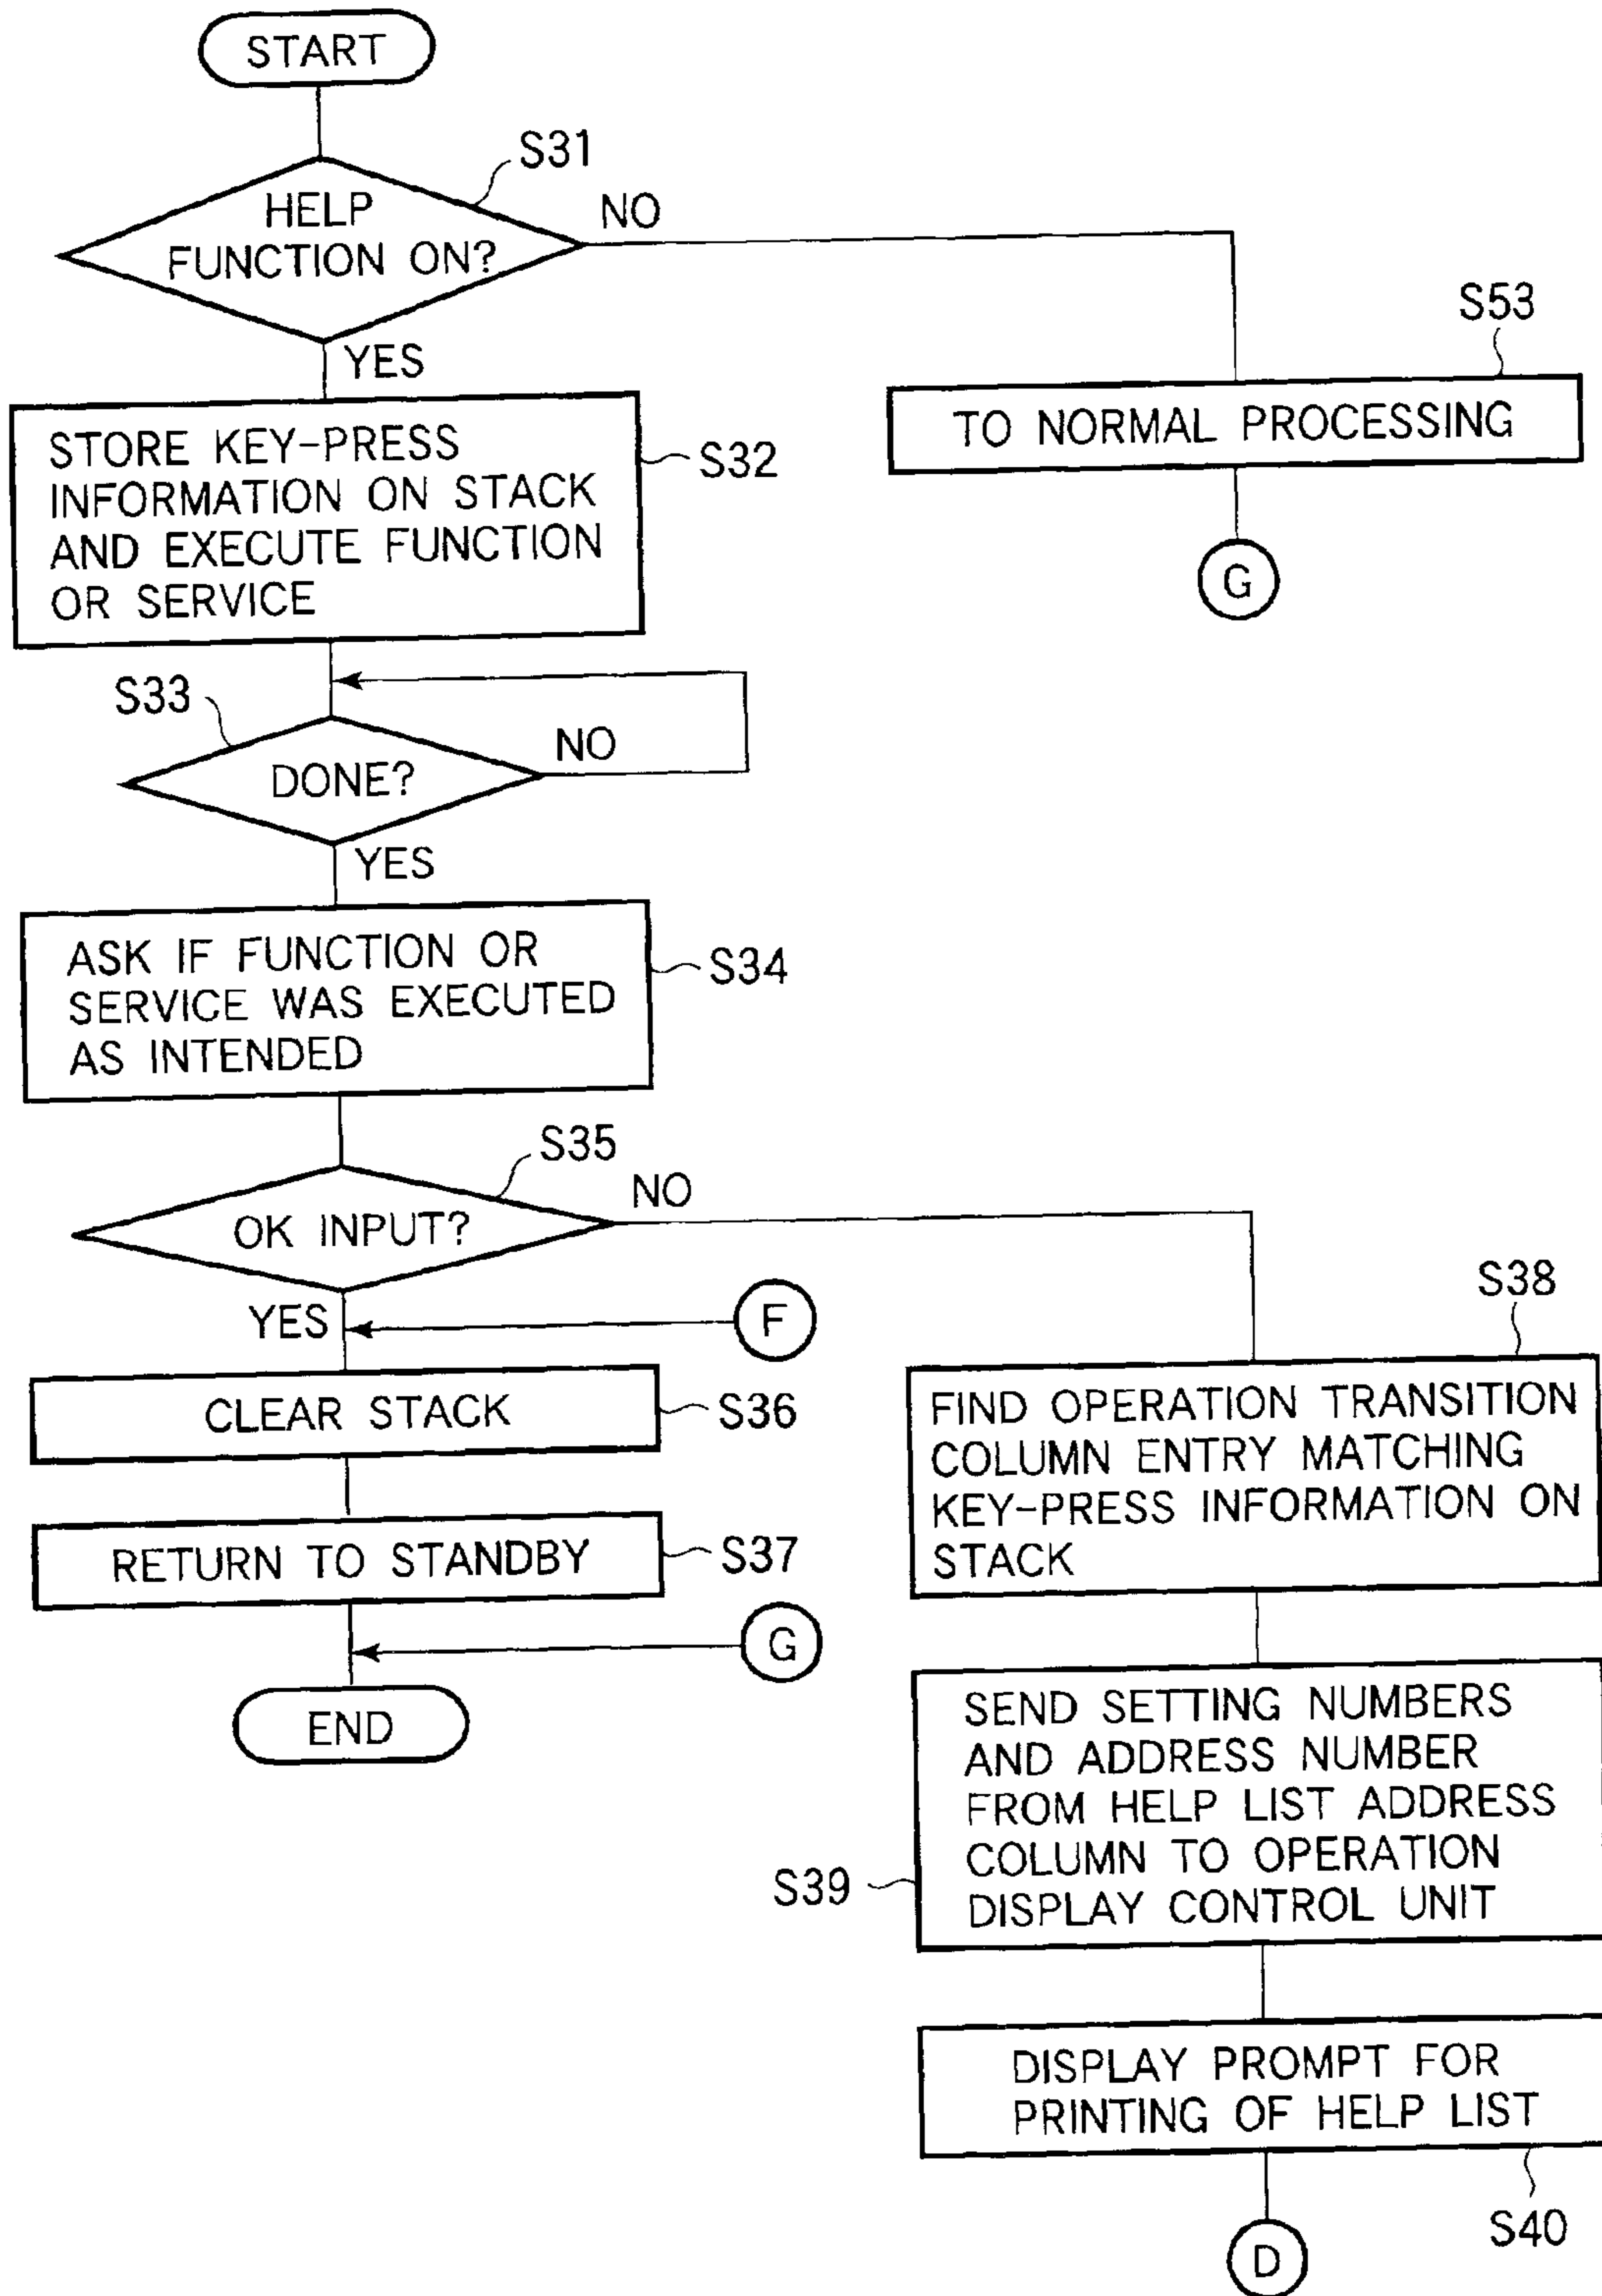 START
S31
HELP
FUNCTION ON?
NO
YES
S53
TO NORMAL PROCESSING
G
STORE KEY-PRESS
INFORMATION ON STACK
AND EXECUTE FUNCTION
OR SERVICE
S32
S33
DONE?
NO
YES
ASK IF FUNCTION OR
SERVICE WAS EXECUTED
AS INTENDED
S34
S35
OK INPUT?
NO
YES
F
CLEAR STACK
S36
RETURN TO STANDBY
S37
G
END
S38
FIND OPERATION TRANSITION
COLUMN ENTRY MATCHING
KEY-PRESS INFORMATION ON
STACK
SEND SETTING NUMBERS
AND ADDRESS NUMBER
FROM HELP LIST ADDRESS
COLUMN TO OPERATION
DISPLAY CONTROL UNIT
S39
DISPLAY PROMPT FOR
PRINTING OF HELP LIST
S40
D